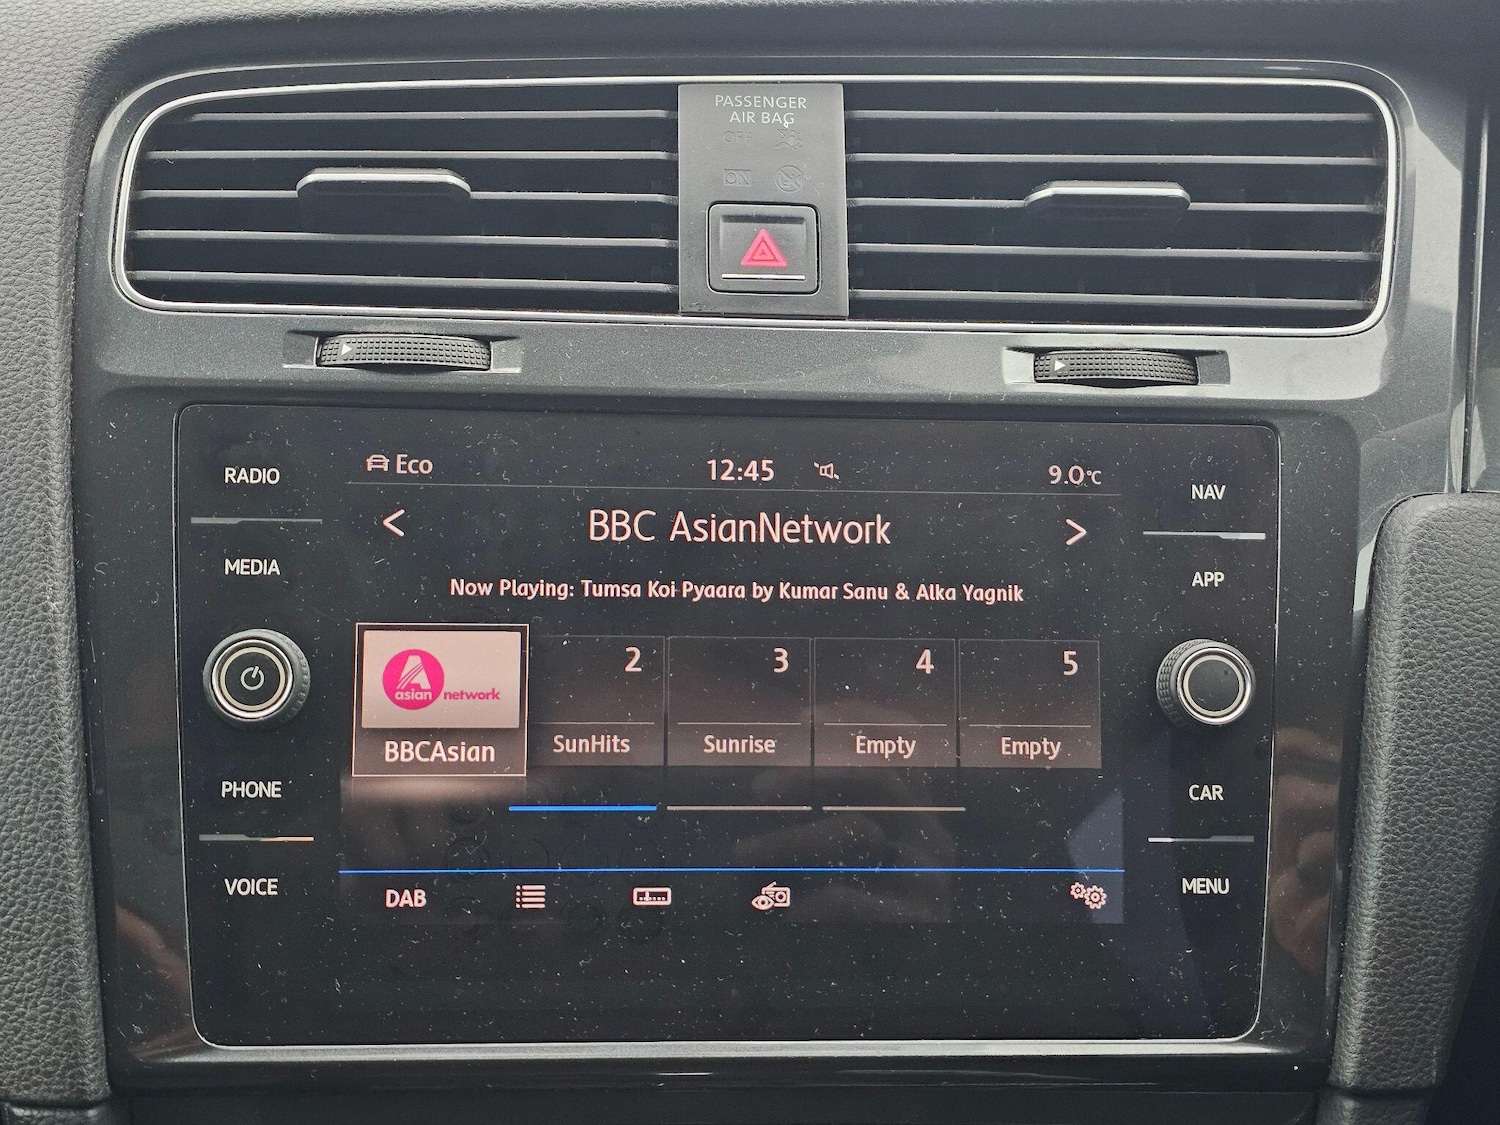 PASSENGER
AIR BAG
OFF
ON
RADIO
MEDIA
PHONE
VOICE
Eco
12:45
9.0°C
< BBC AsianNetwork >
Now Playing: Tumsa Koi Pyaara by Kumar Sanu & Alka Yagnik
A
asian network
BBCAsian
2
SunHits
3
Sunrise
4
Empty
5
Empty
DAB
NAV
APP
CAR
MENU